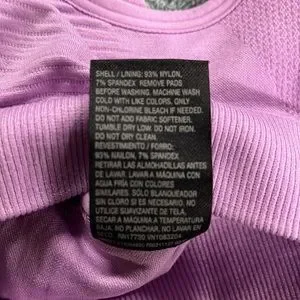 SHELL / LINING: 93% NYLON,
7% SPANDEX REMOVE PADS
BEFORE WASHING. MACHINE WASH
COLD WITH LIKE COLORS. ONLY
NON-CHLORINE BLEACH IF NEEDED.
DO NOT ADD FABRIC SOFTENER.
TUMBLE DRY LOW. DO NOT IRON.
DO NOT DRY CLEAN.
REVESTIMIENTO / FORRO:
93% NAILON, 7% SPANDEX
RETIRAR LAS ALMOHADILLAS ANTES
DE LAVAR. LAVAR A MÁQUINA CON
AGUA FRÍA CON COLORES
SIMILARES. SÓLO BLANQUEADOR
SIN CLORO SI ES NECESARIO. NO
UTILICE SUAVIZANTE DE TELA.
SECAR A MÁQUINA A TEMPERATURA
BAJA. NO PLANCHAR. NO LAVAR EN
SECO